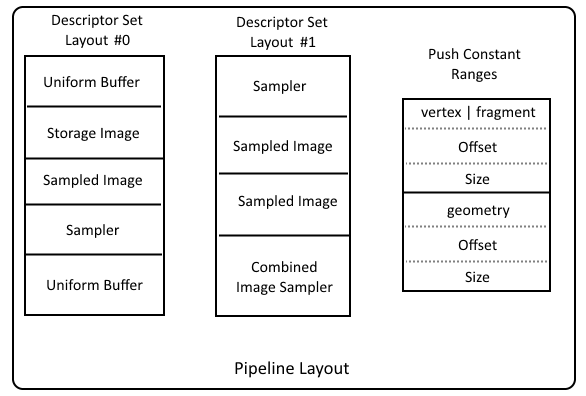 Descriptor Set
Layout #0
Uniform Buffer
Storage Image
Sampled Image
Sampler
Uniform Buffer
Descriptor Set
Layout #1
Sampler
Sampled Image
Sampled Image
Combined
Image Sampler
Push Constant
Ranges
vertex | fragment
Offset
Size
geometry
Offset
Size
Pipeline Layout